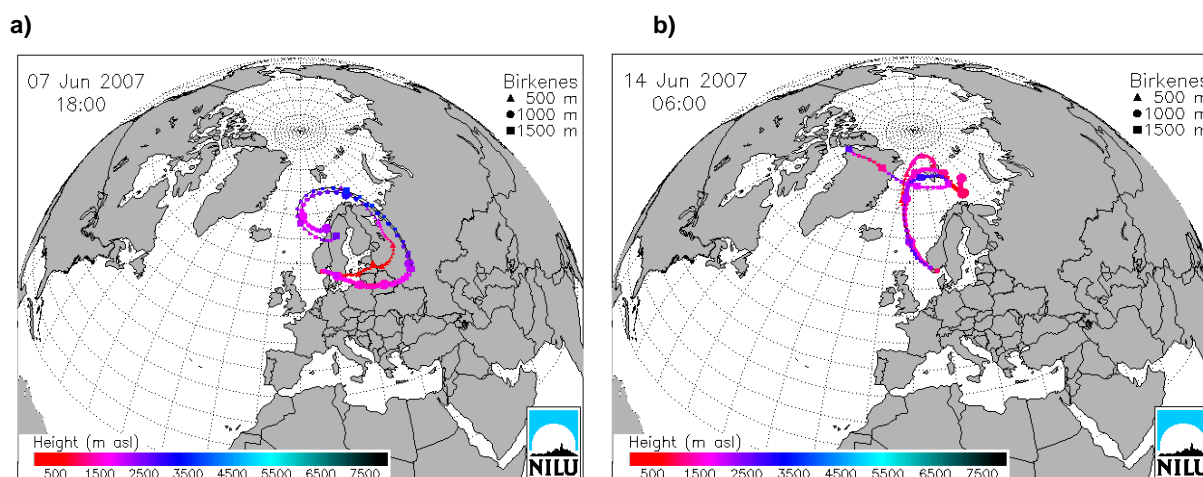 a)
07 Jun 2007
18:00
Birkenes
▲ 500 m
● 1000 m
■ 1500 m
Height (m asl)
500 1500 2500 3500 4500 5500 6500 7500
NILU
b)
14 Jun 2007
06:00
Birkenes
▲ 500 m
● 1000 m
■ 1500 m
Height (m asl)
500 1500 2500 3500 4500 5500 6500 7500
NILU